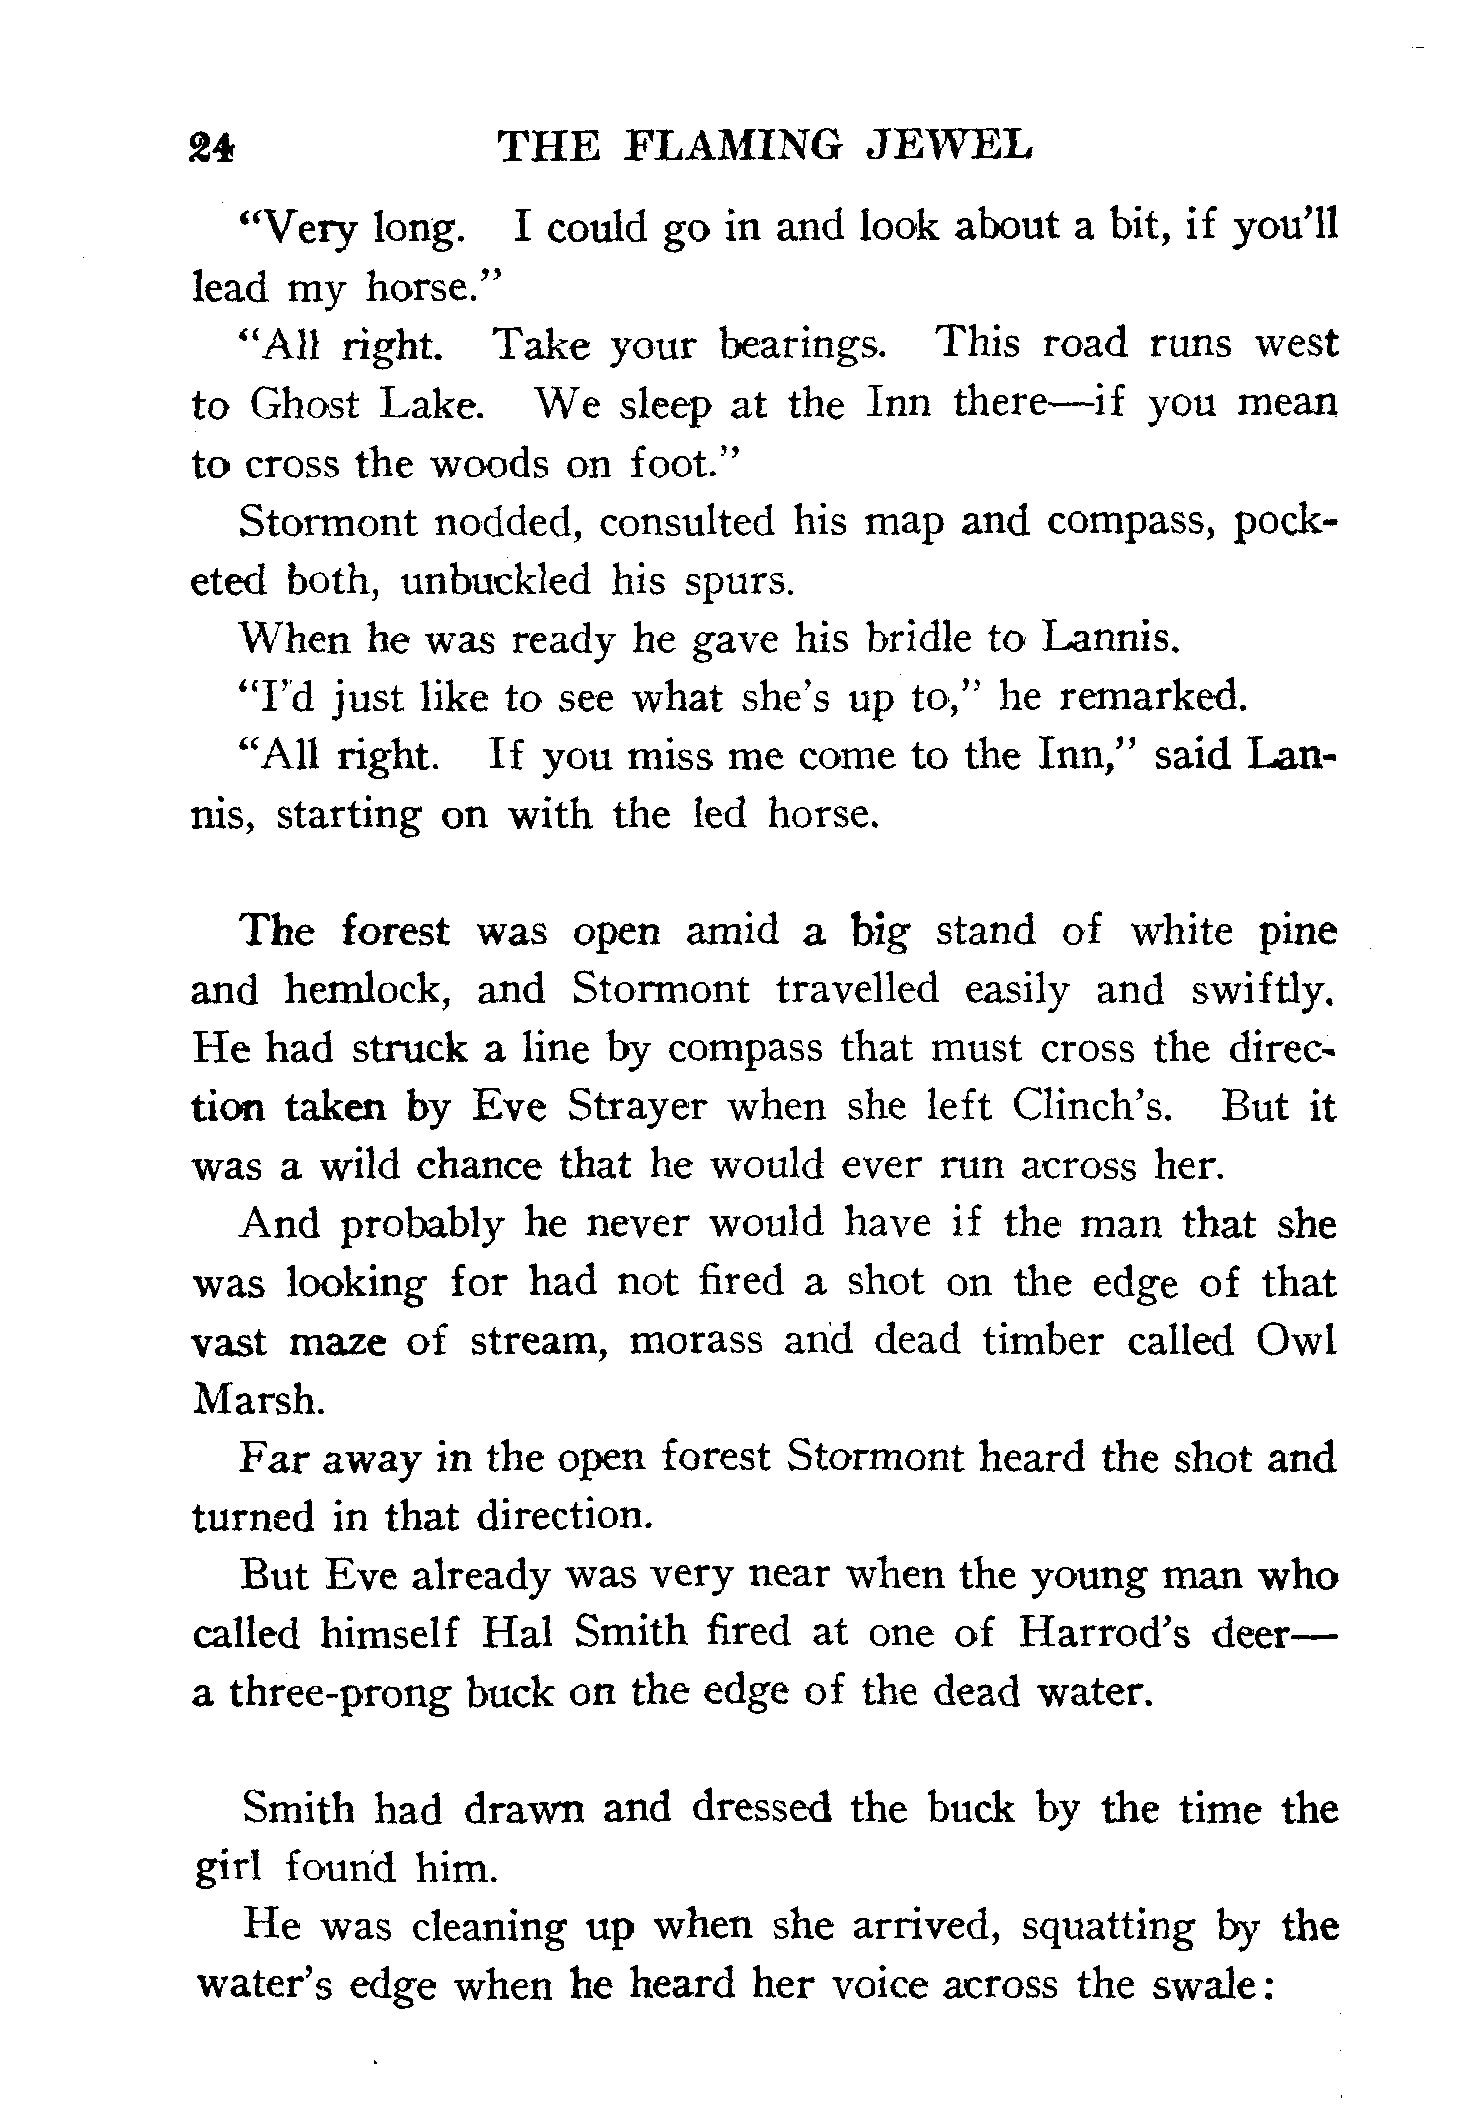 24 THE FLAMING JEWEL
“Very long. I could go in and look about a bit, if you’ll
lead my horse.”
“All right. Take your bearings. This road runs west
to Ghost Lake. We sleep at the Inn there—if you mean
to cross the woods on foot.”
Stormont nodded, consulted his map and compass, pock-
eted both, unbuckled his spurs.
When he was ready he gave his bridle to Lannis.
“I’d just like to see what she’s up to,” he remarked.
“All right. If you miss me come to the Inn,” said Lan-
nis, starting on with the led horse.
The forest was open amid a big stand of white pine
and hemlock, and Stormont travelled easily and swiftly.
He had struck a line by compass that must cross the direc-
tion taken by Eve Strayer when she left Clinch’s. But it
was a wild chance that he would ever run across her.
And probably he never would have if the man that she
was looking for had not fired a shot on the edge of that
vast maze of stream, morass and dead timber called Owl
Marsh.
Far away in the open forest Stormont heard the shot and
turned in that direction.
But Eve already was very near when the young man who
called himself Hal Smith fired at one of Harrod’s deer—
a three-prong buck on the edge of the dead water.
Smith had drawn and dressed the buck by the time the
girl found him.
He was cleaning up when she arrived, squatting by the
water’s edge when he heard her voice across the swale: